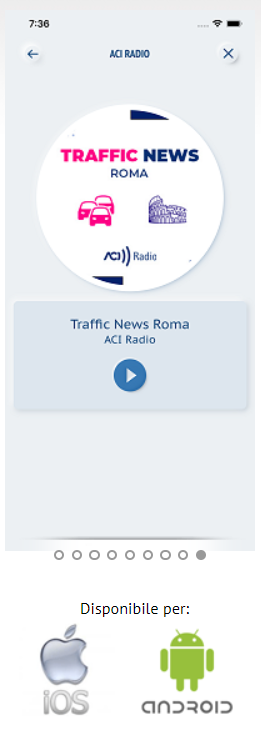 7:36
ACI RADIO
TRAFFIC NEWS
ROMA
ACI Radio
Traffic News Roma
ACI Radio
Disponibile per:
iOS
ANDROID